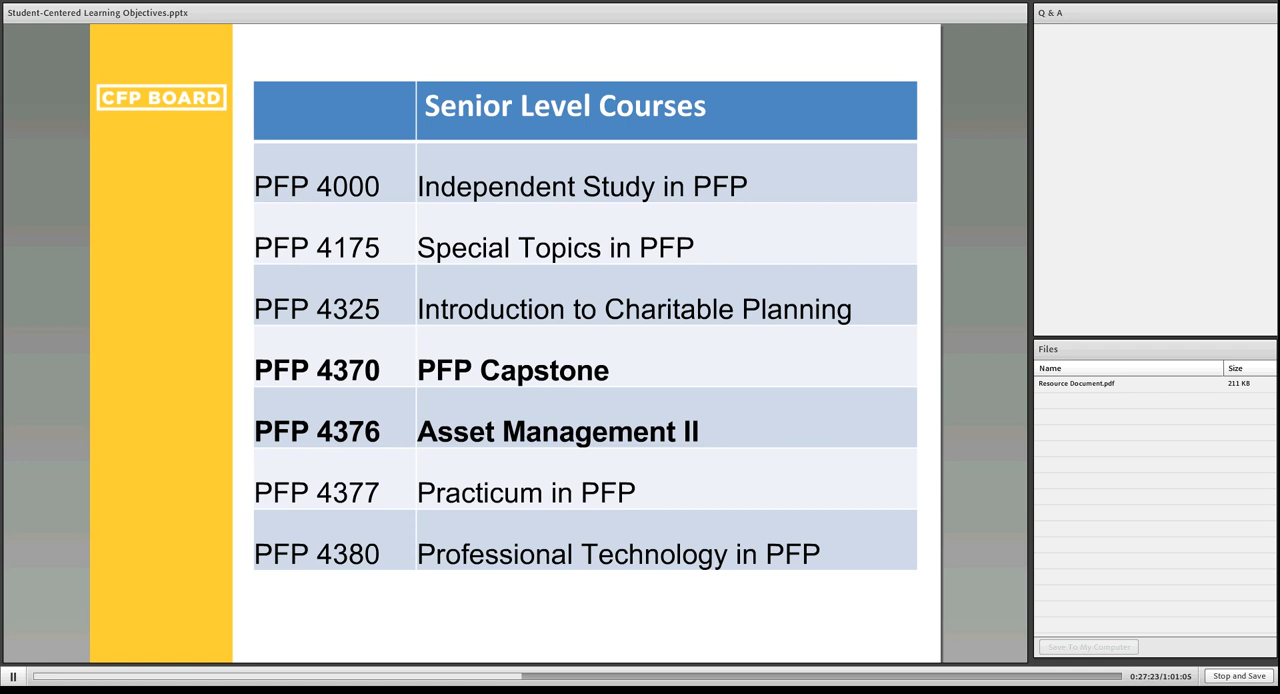 Student-Centered Learning Objectives.pptx
CFP BOARD
Senior Level Courses
PFP 4000 Independent Study in PFP
PFP 4175 Special Topics in PFP
PFP 4325 Introduction to Charitable Planning
PFP 4370 PFP Capstone
PFP 4376 Asset Management II
PFP 4377 Practicum in PFP
PFP 4380 Professional Technology in PFP
Q & A
Files
Name Size
Resource Document.pdf 211 KB
Save To My Computer
0:27:23/1:01:05 Stop and Save